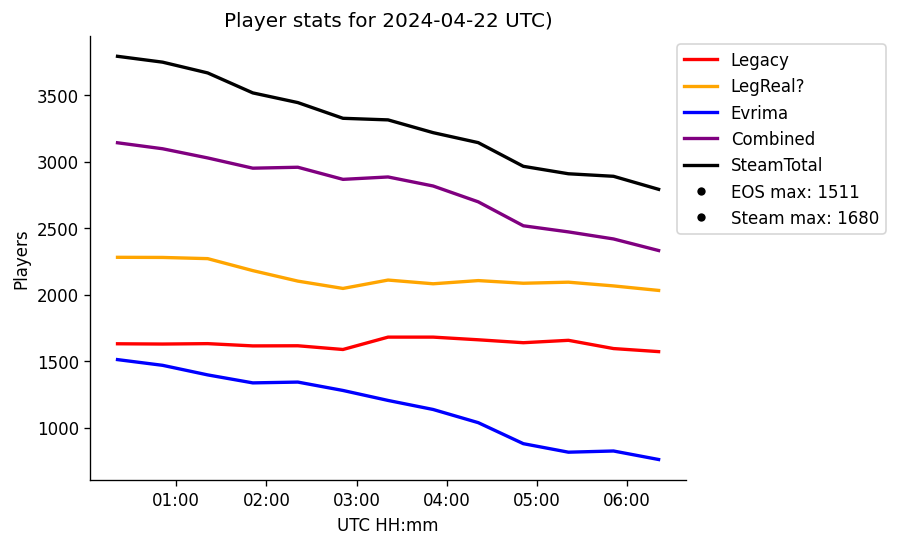 Player stats for 2024-04-22 UTC)
Players
3500
3000
2500
2000
1500
1000
01:00 02:00 03:00 04:00 05:00 06:00
UTC HH:mm
Legacy
LegReal?
Evrima
Combined
SteamTotal
EOS max: 1511
Steam max: 1680